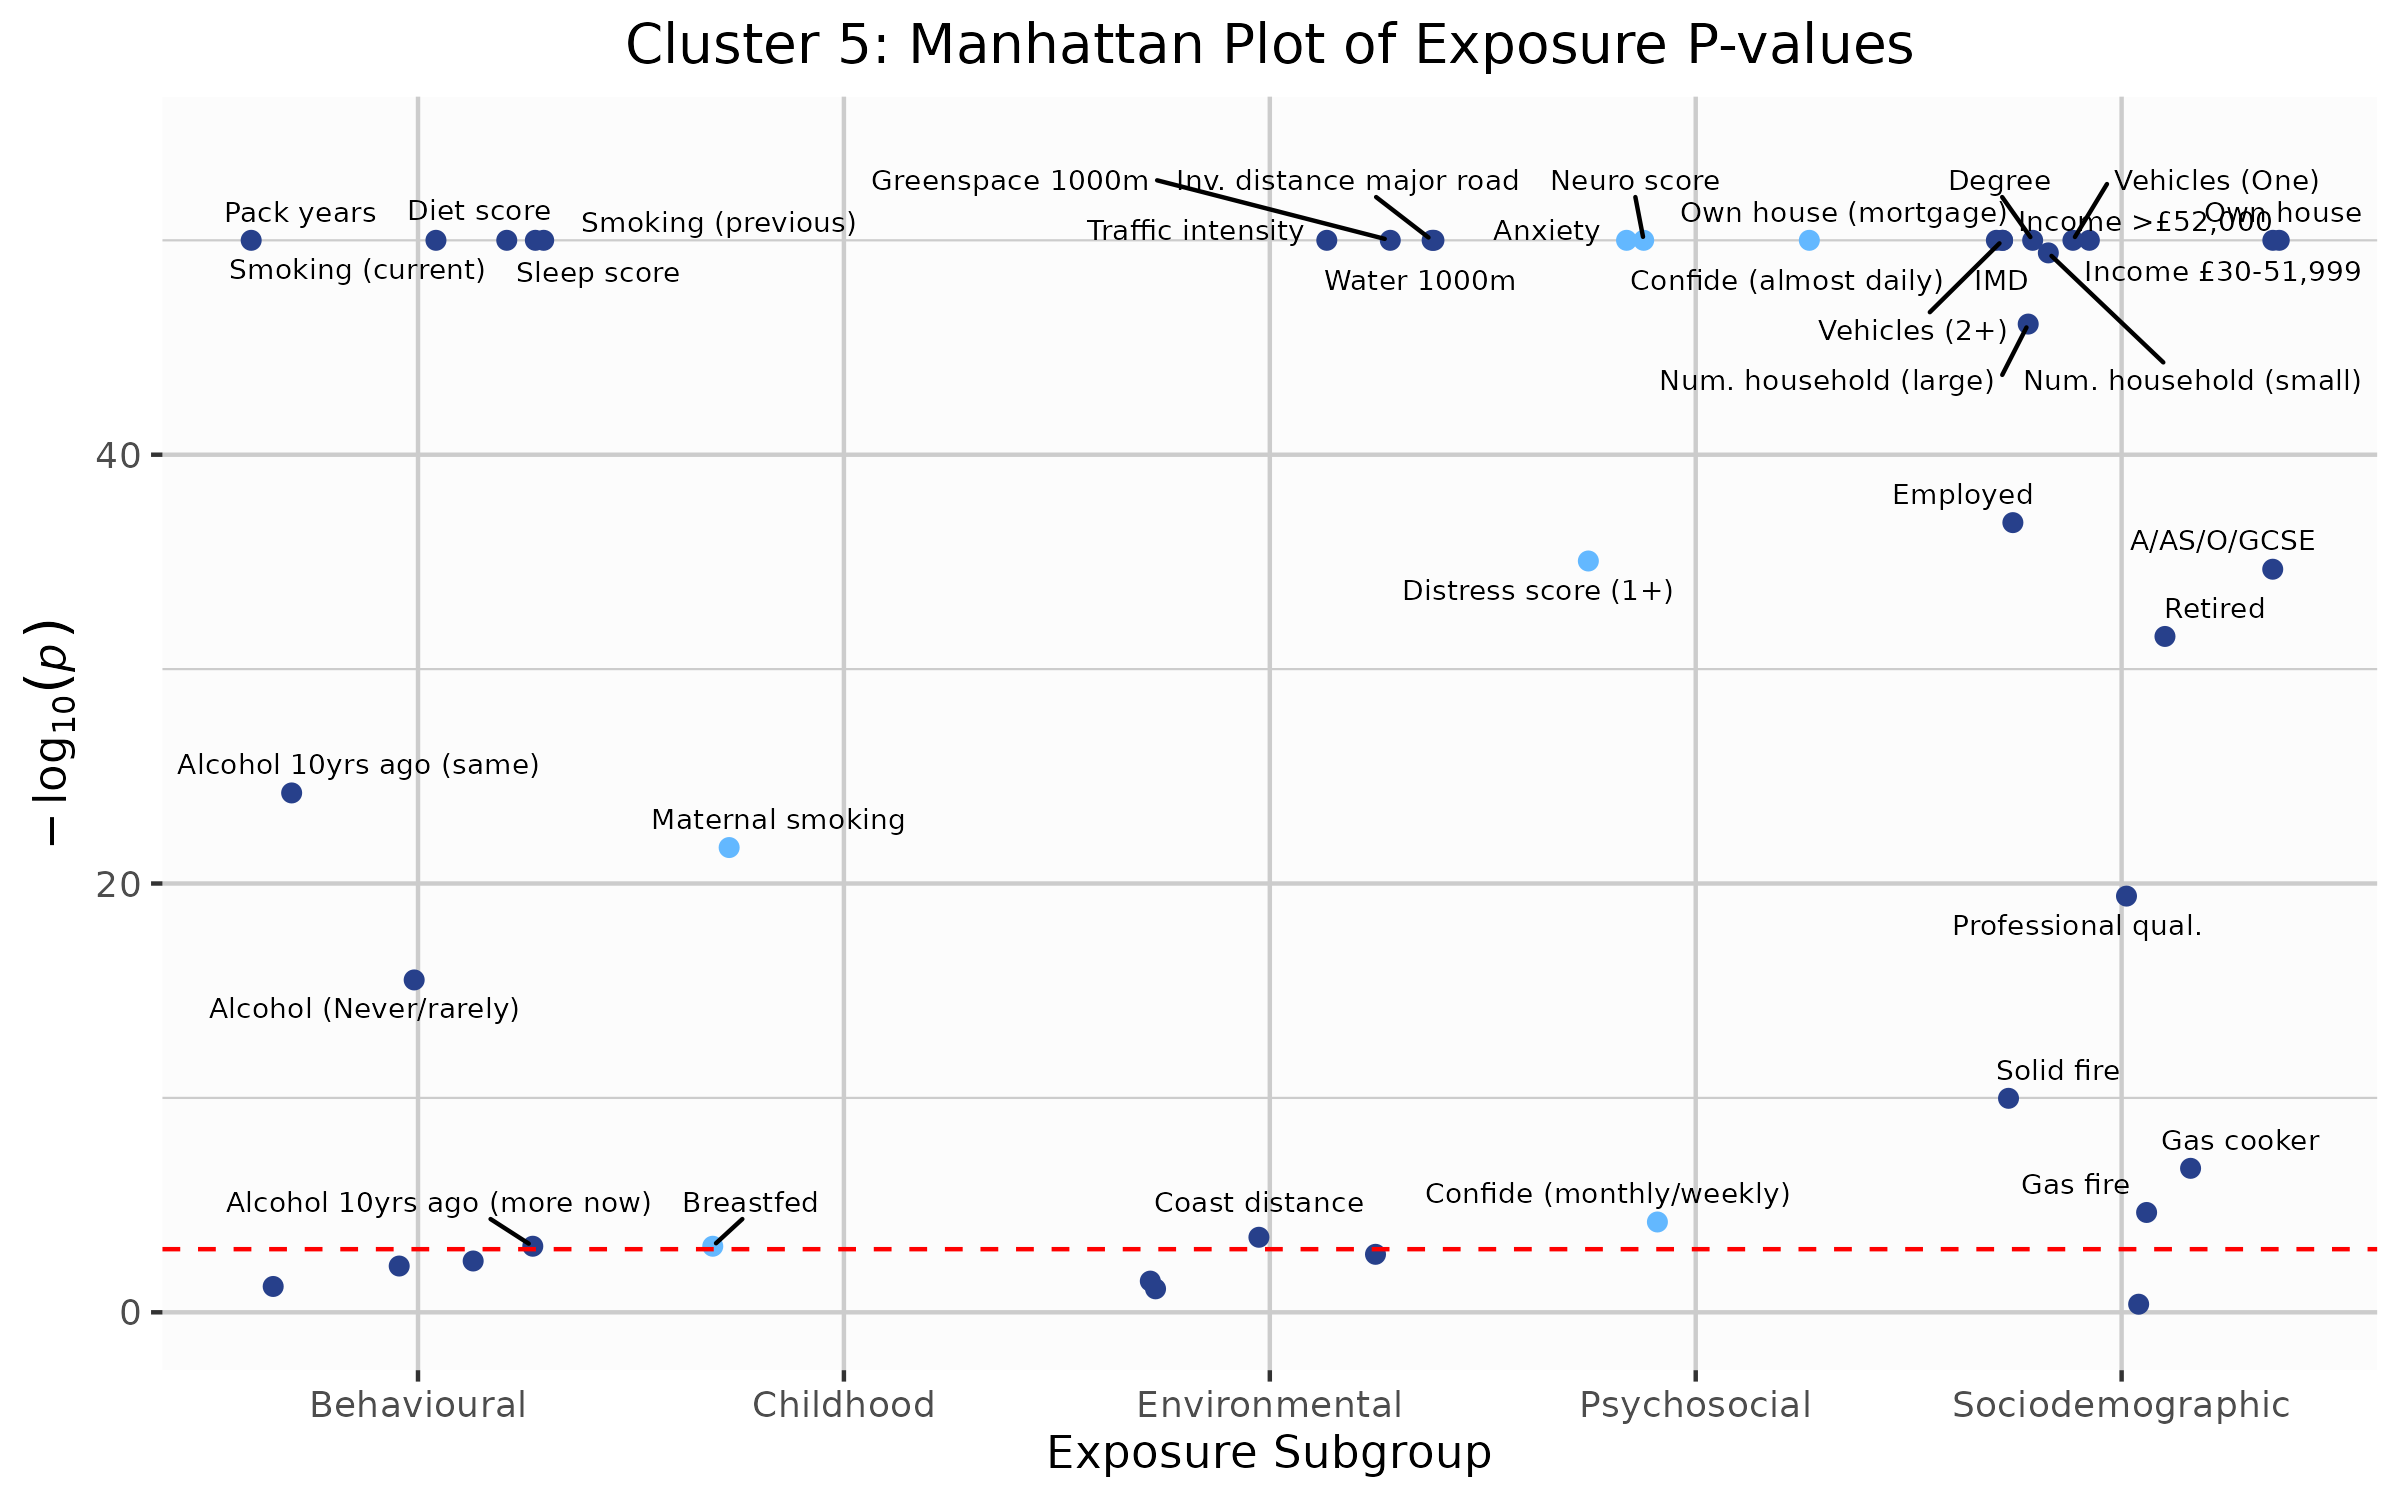 Cluster 5: Manhattan Plot of Exposure P-values
Greenspace 1000m
Inv. distance major road
Neuro score
Degree
Vehicles (One)
Pack years
Diet score
Smoking (previous)
Traffic intensity
Anxiety
Own house (mortgage)
Income >£52,000
Own house
Smoking (current)
Sleep score
Water 1000m
Confide (almost daily)
IMD
Income £30-51,999
Vehicles (2+)
Num. household (large)
Num. household (small)
40
Employed
A/AS/O/GCSE
Distress score (1+)
Retired
−log10(p)
Alcohol 10yrs ago (same)
Maternal smoking
20
Professional qual.
Alcohol (Never/rarely)
Solid fire
Gas cooker
Gas fire
Alcohol 10yrs ago (more now)
Breastfed
Coast distance
Confide (monthly/weekly)
0
Behavioural
Childhood
Environmental
Psychosocial
Sociodemographic
Exposure Subgroup